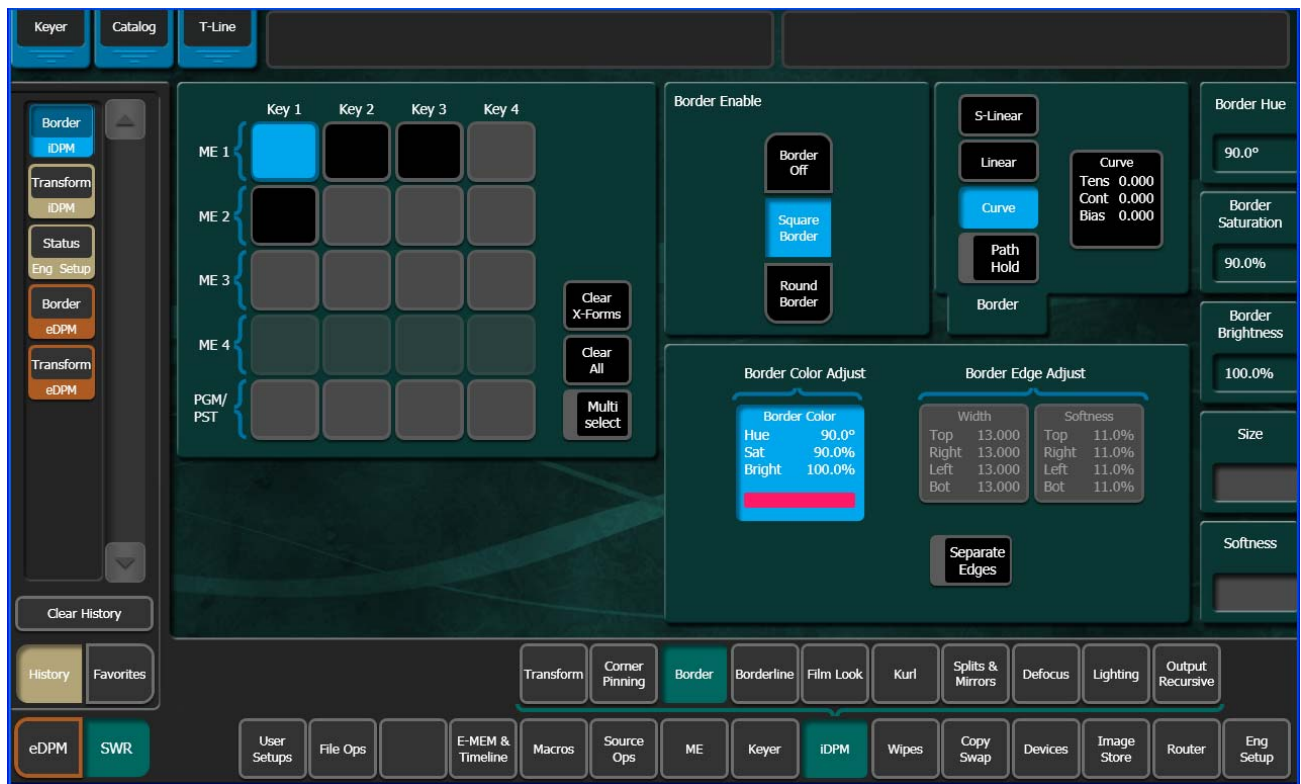 Keyer
Catalog
T-Line
Border
iDPM
Transform
iDPM
Status
Eng Setup
Border
eDPM
Transform
eDPM
Clear History
History
Favorites
eDPM
SWR
Key 1 Key 2 Key 3 Key 4
ME 1
ME 2
ME 3
ME 4
PGM/
PST
Clear
X-Forms
Clear
All
Multi
select
Border Enable
Border
Off
Square
Border
Round
Border
S-Linear
Linear
Curve
Path
Hold
Border
Curve
Tens 0.000
Cont 0.000
Bias 0.000
Border Color Adjust
Border Color
Hue 90.0°
Sat 90.0%
Bright 100.0%
Border Edge Adjust
Width
Top 13.000
Right 13.000
Left 13.000
Bot 13.000
Softness
Top 11.0%
Right 11.0%
Left 11.0%
Bot 11.0%
Separate
Edges
Border Hue
90.0°
Border
Saturation
90.0%
Border
Brightness
100.0%
Size
Softness
Transform
Corner
Pinning
Border
Borderline
Film Look
Kurl
Splits &
Mirrors
Defocus
Lighting
Output
Recursive
User
Setups
File Ops
E-MEM &
Timeline
Macros
Source
Ops
ME
Keyer
iDPM
Wipes
Copy
Swap
Devices
Image
Store
Router
Eng
Setup